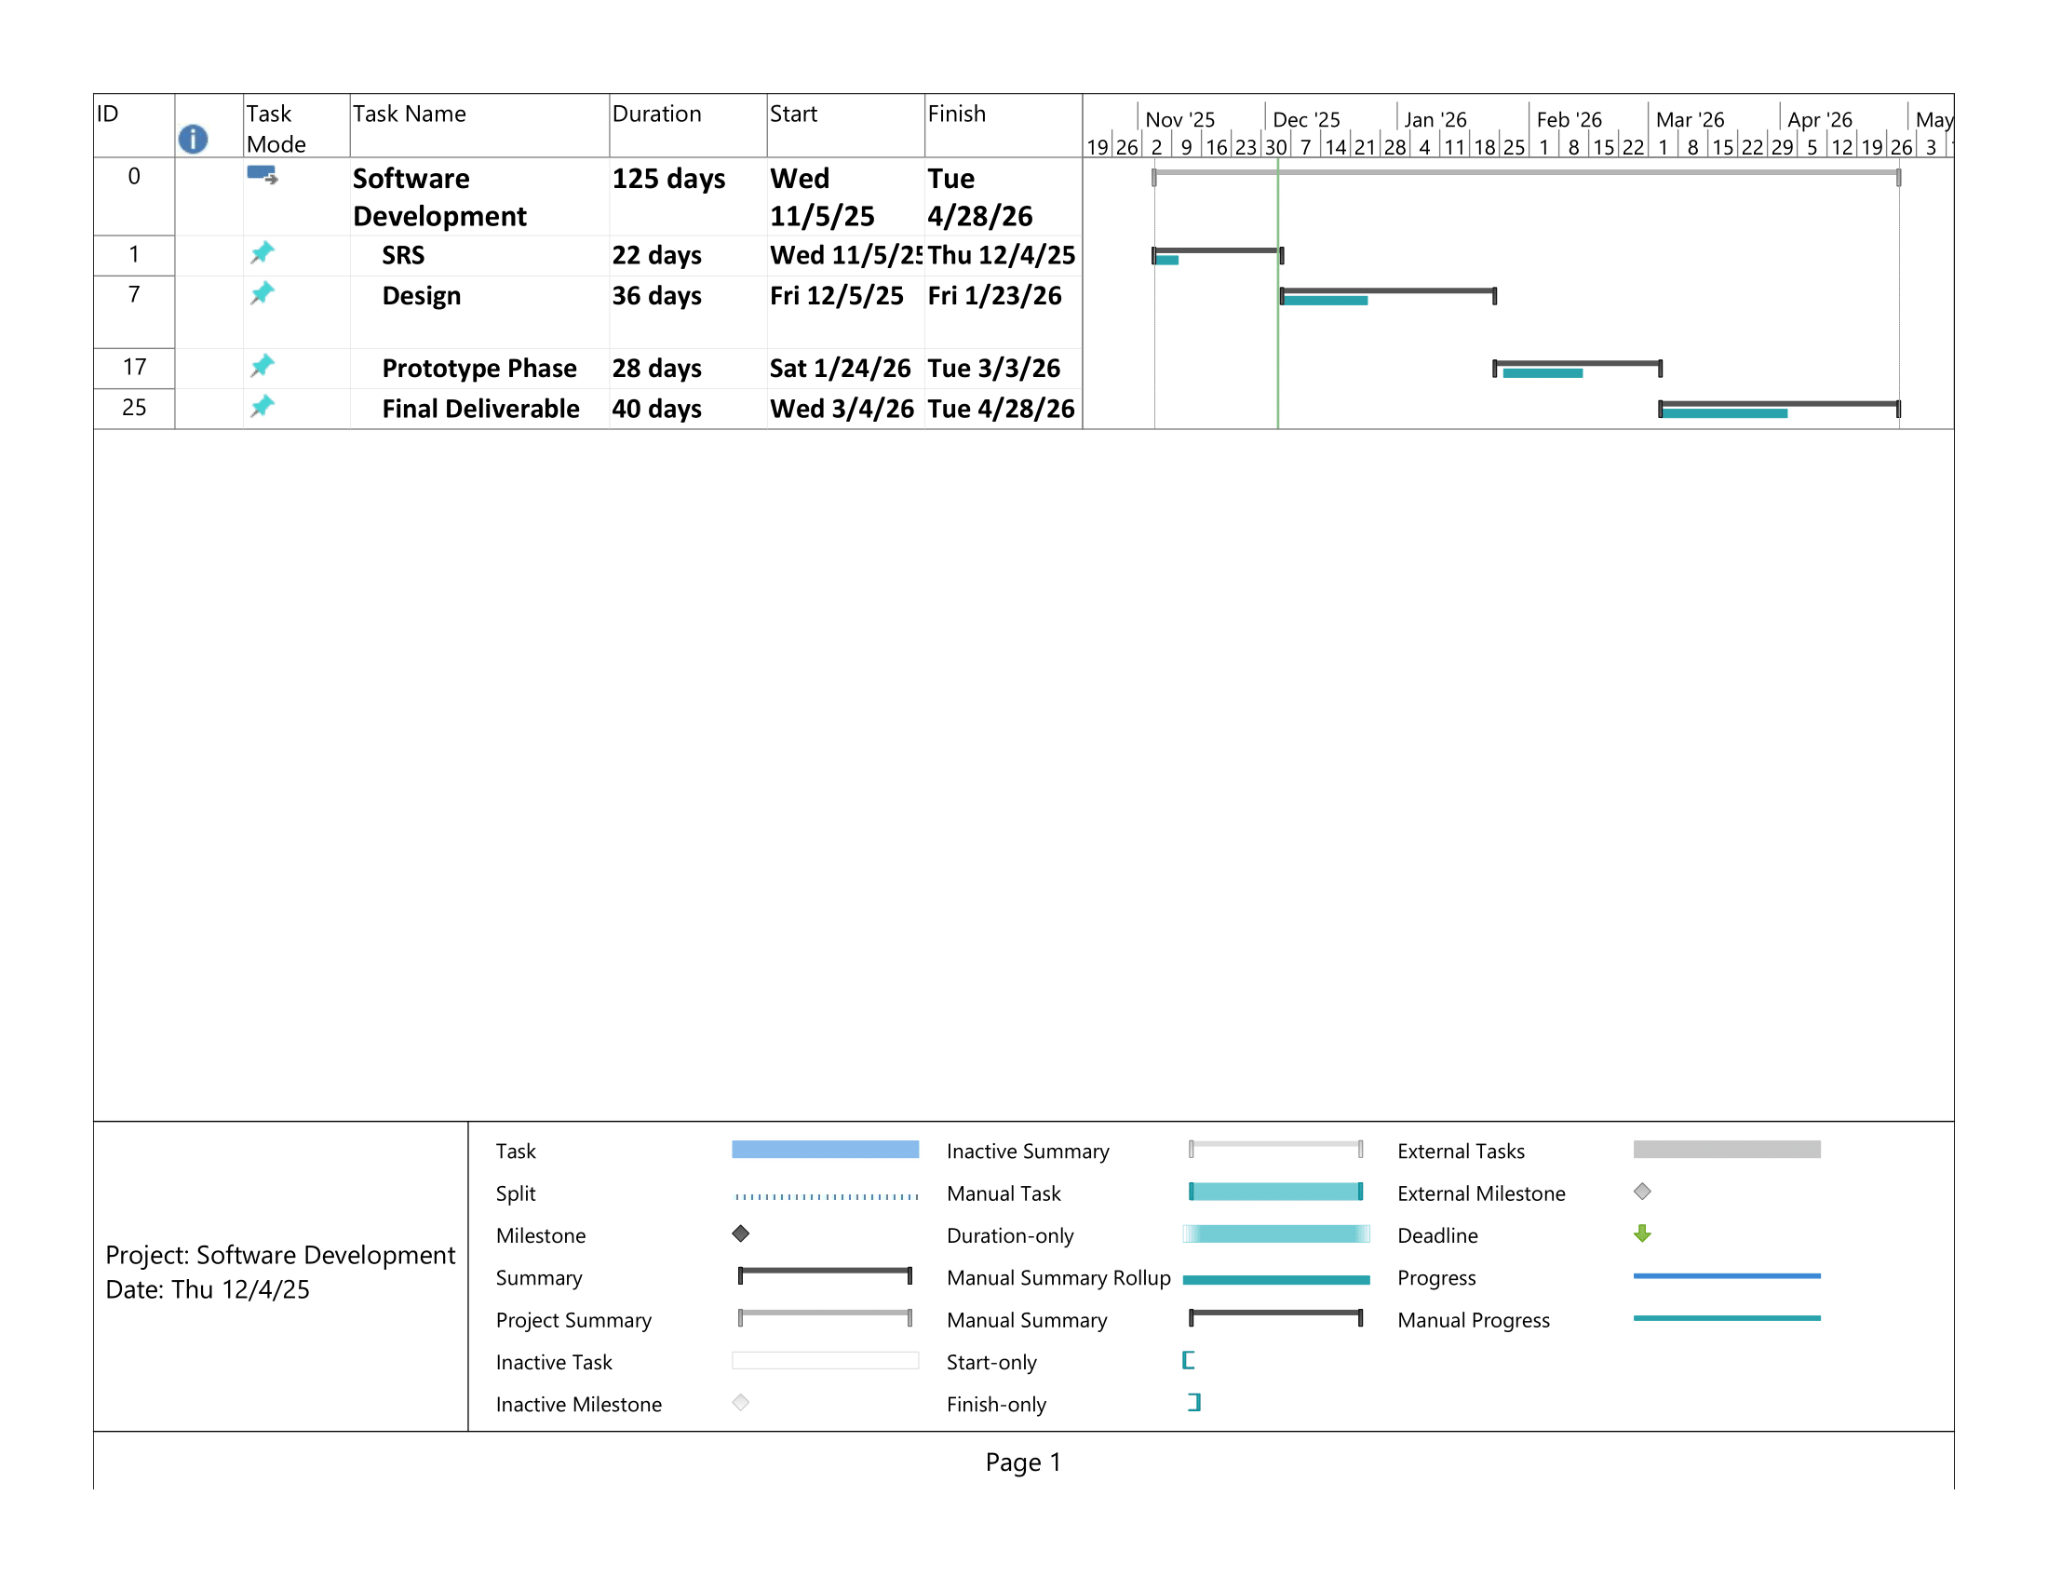 ID Task Mode Task Name Duration Start Finish
Nov '25 Dec '25 Jan '26 Feb '26 Mar '26 Apr '26 May
19 26 2 9 16 23 30 7 14 21 28 4 11 18 25 1 8 15 22 1 8 15 22 29 5 12 19 26 3
0 Software Development 125 days Wed 11/5/25 Tue 4/28/26
1 SRS 22 days Wed 11/5/25 Thu 12/4/25
7 Design 36 days Fri 12/5/25 Fri 1/23/26
17 Prototype Phase 28 days Sat 1/24/26 Tue 3/3/26
25 Final Deliverable 40 days Wed 3/4/26 Tue 4/28/26
Project: Software Development
Date: Thu 12/4/25
Task
Split
Milestone
Summary
Project Summary
Inactive Task
Inactive Milestone
Inactive Summary
Manual Task
Duration-only
Manual Summary Rollup
Manual Summary
Start-only
Finish-only
External Tasks
External Milestone
Deadline
Progress
Manual Progress
Page 1